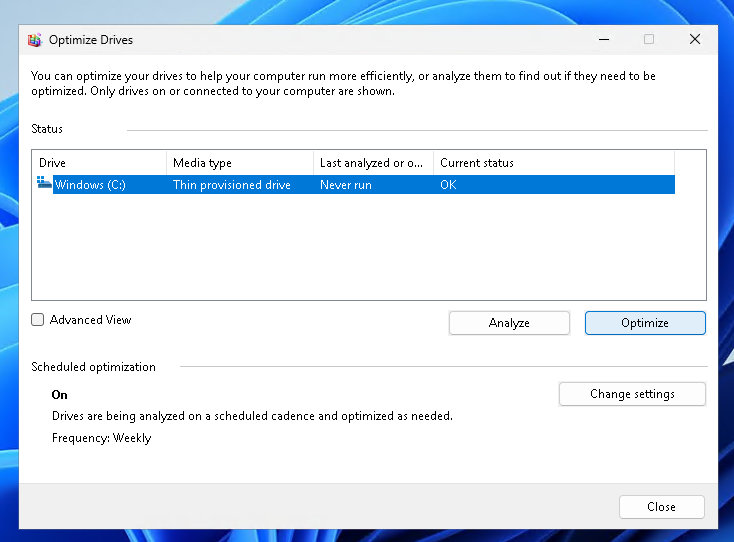 Optimize Drives
You can optimize your drives to help your computer run more efficiently, or analyze them to find out if they need to be
optimized. Only drives on or connected to your computer are shown.
Status
Drive Media type Last analyzed or o... Current status
Windows (C:) Thin provisioned drive Never run OK
Advanced View Analyze Optimize
Scheduled optimization
On Change settings
Drives are being analyzed on a scheduled cadence and optimized as needed.
Frequency: Weekly
Close